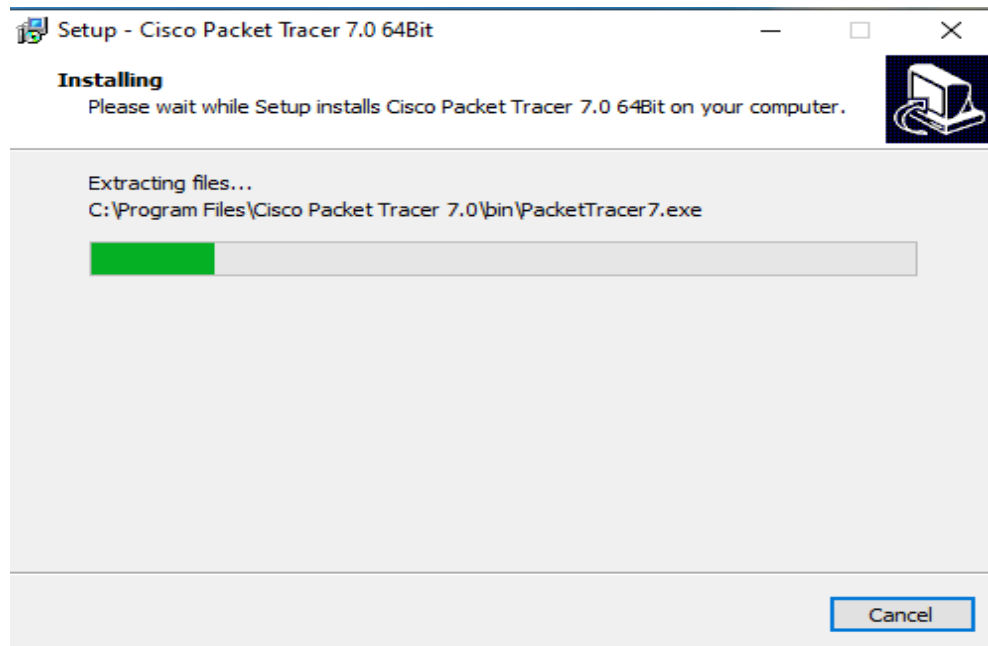 Setup - Cisco Packet Tracer 7.0 64Bit
Installing
Please wait while Setup installs Cisco Packet Tracer 7.0 64Bit on your computer.
Extracting files...
C:\Program Files\Cisco Packet Tracer 7.0\bin\PacketTracer7.exe
Cancel